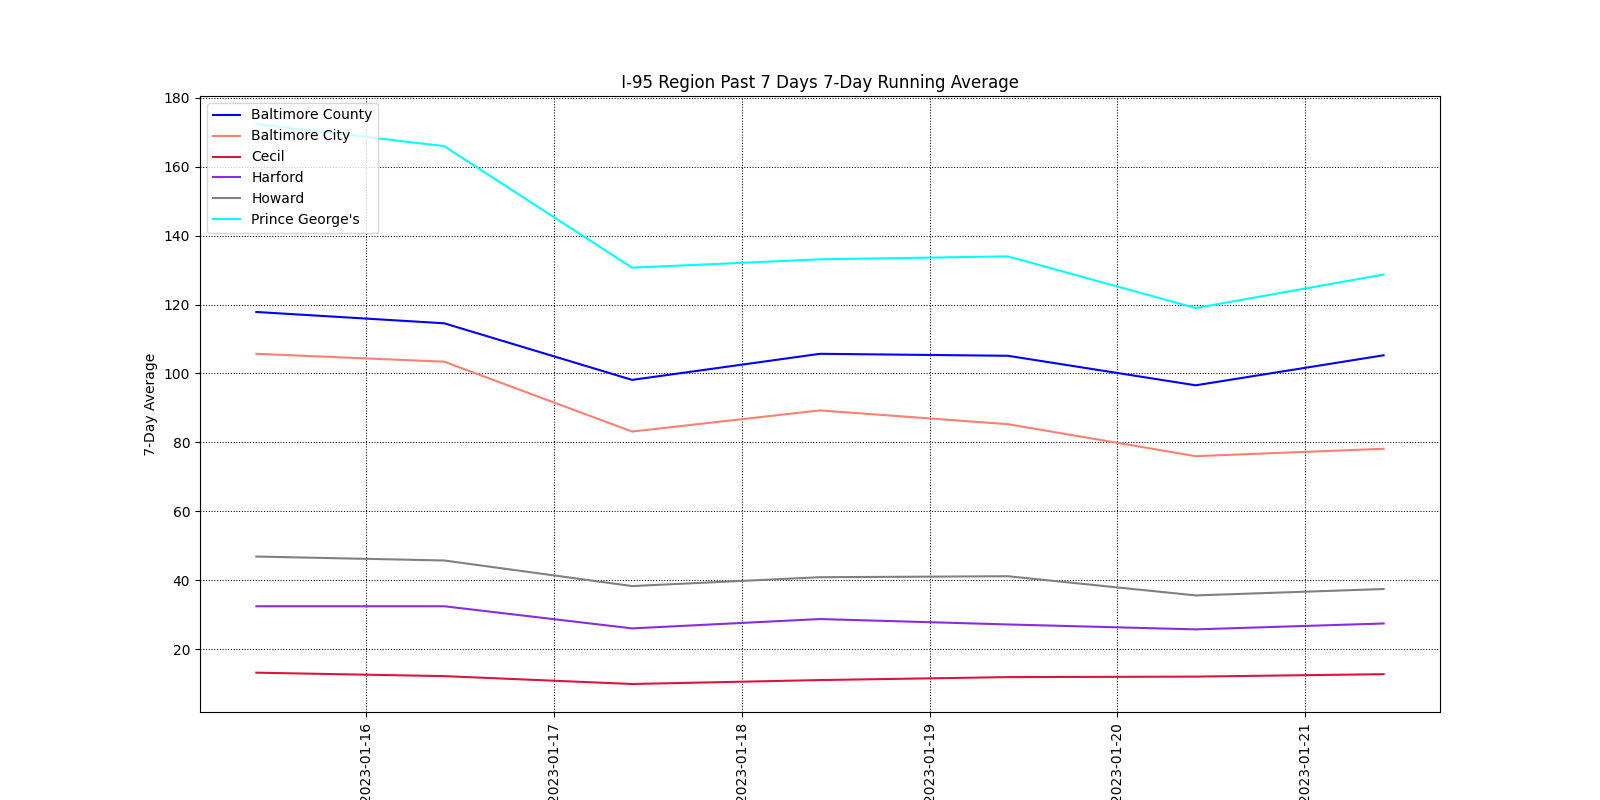 I-95 Region Past 7 Days 7-Day Running Average
180
160
140
120
100
80
60
40
20
7-Day Average
Baltimore County
Baltimore City
Cecil
Harford
Howard
Prince George's
2023-01-16
2023-01-17
2023-01-18
2023-01-19
2023-01-20
2023-01-21